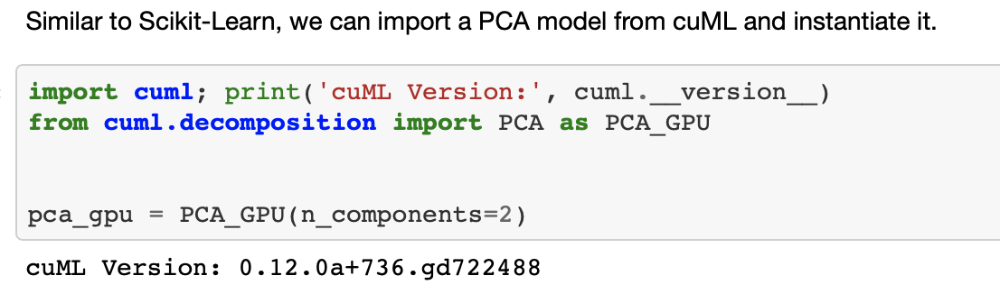 Similar to Scikit-Learn, we can import a PCA model from cuML and instantiate it.
import cuml; print('cuML Version:', cuml.__version__)
from cuml.decomposition import PCA as PCA_GPU
pca_gpu = PCA_GPU(n_components=2)
cuML Version: 0.12.0a+736.gd722488